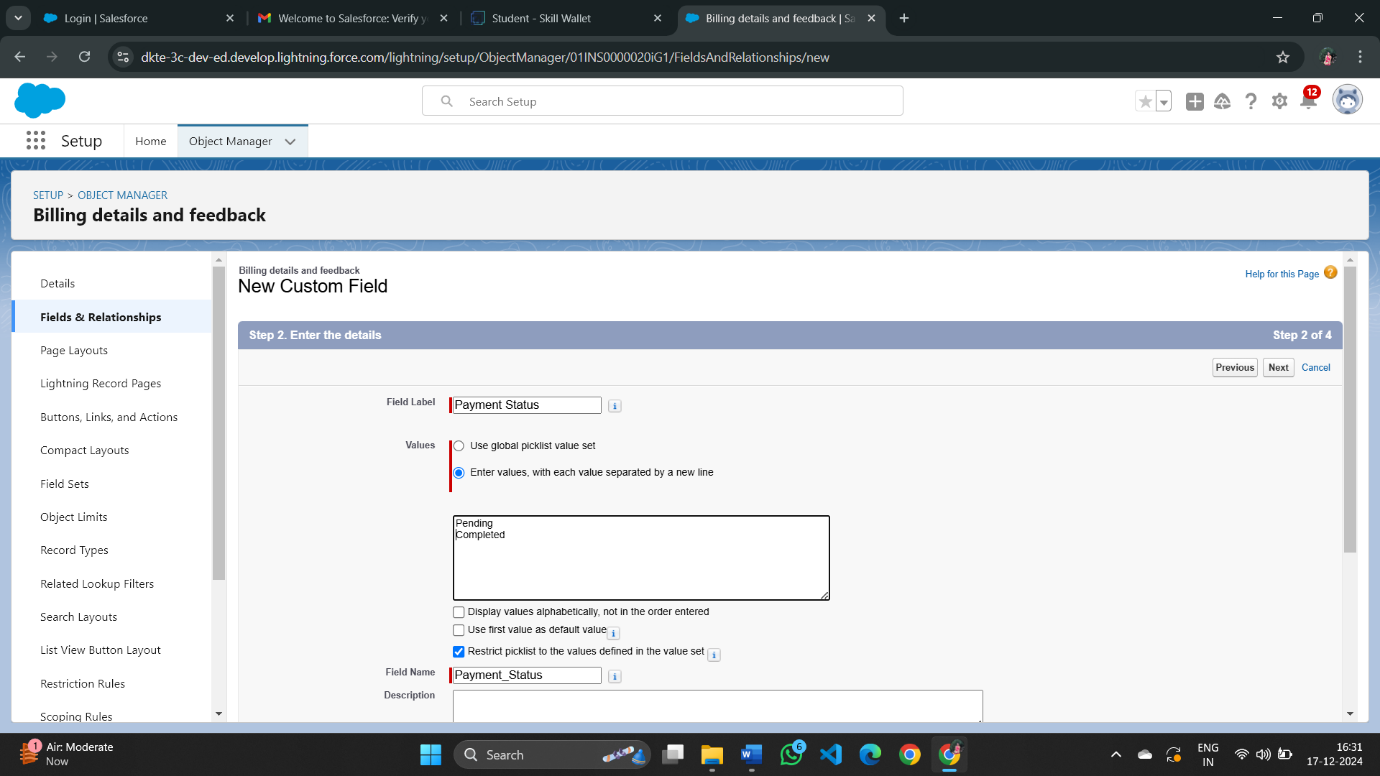 Login | Salesforce
Welcome to Salesforce: Verify y
Student - Skill Wallet
Billing details and feedback | Sa
dkte-3c-dev-ed.develop.lightning.force.com/lightning/setup/ObjectManager/01INS0000020iG1/FieldsAndRelationships/new
Search Setup
12
Setup
Home
Object Manager
SETUP > OBJECT MANAGER
Billing details and feedback
Details
Fields & Relationships
Page Layouts
Lightning Record Pages
Buttons, Links, and Actions
Compact Layouts
Field Sets
Object Limits
Record Types
Related Lookup Filters
Search Layouts
List View Button Layout
Restriction Rules
Scoping Rules
Billing details and feedback
New Custom Field
Help for this Page ?
Step 2. Enter the details
Step 2 of 4
Previous Next Cancel
Field Label Payment Status i
Values Use global picklist value set
Enter values, with each value separated by a new line
Pending
Completed
Display values alphabetically, not in the order entered
Use first value as default value i
Restrict picklist to the values defined in the value set i
Field Name Payment_Status i
Description
1
Air: Moderate
Now
Search
W
6
ENG
IN
16:31
17-12-2024